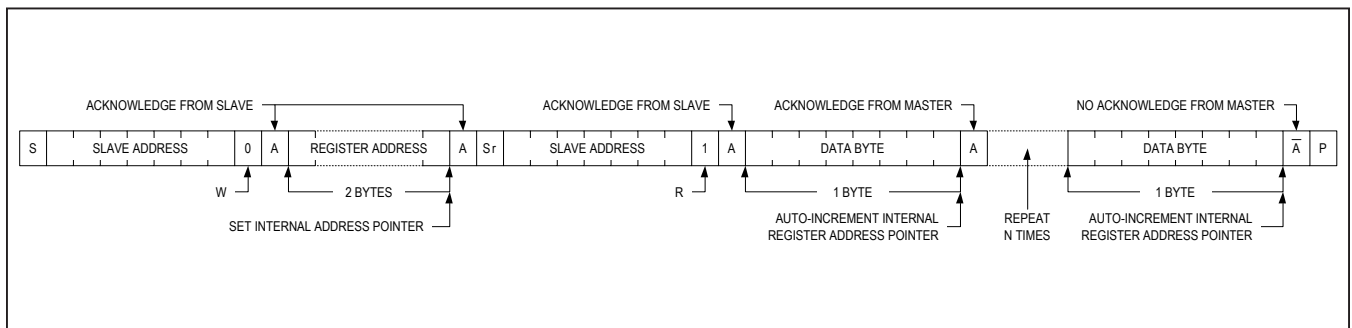 ACKNOWLEDGE FROM SLAVE
ACKNOWLEDGE FROM SLAVE
ACKNOWLEDGE FROM MASTER
NO ACKNOWLEDGE FROM MASTER
S SLAVE ADDRESS 0 A REGISTER ADDRESS A Sr SLAVE ADDRESS 1 A DATA BYTE A DATA BYTE A̅ P
W 2 BYTES R 1 BYTE 1 BYTE
SET INTERNAL ADDRESS POINTER
AUTO-INCREMENT INTERNAL
REGISTER ADDRESS POINTER
REPEAT
N TIMES
AUTO-INCREMENT INTERNAL
REGISTER ADDRESS POINTER